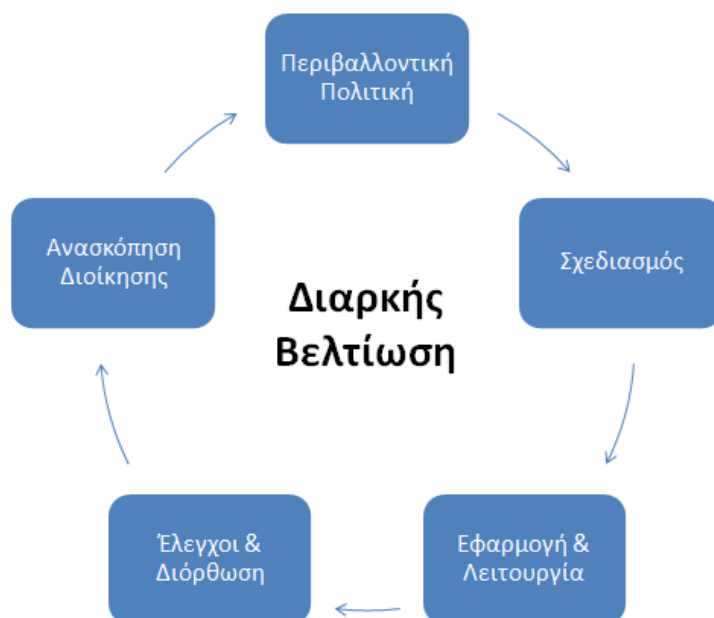 Περιβαλλοντική
Πολιτική
Σχεδιασμός
Εφαρμογή &
Λειτουργία
Έλεγχοι &
Διόρθωση
Ανασκόπηση
Διοίκησης
Διαρκής
Βελτίωση